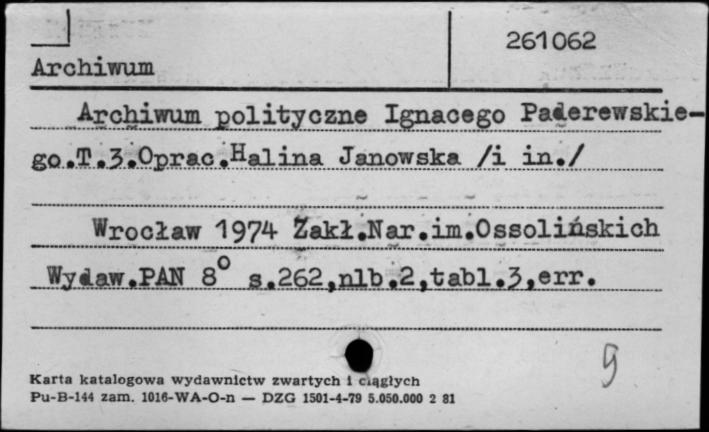 261062
Archiwum
Archiwum polityczne Ignacego Paderewskie-
go.T.3.Oprac.Halina Janowska /i in./
Wrocław 1974 Zakł.Nar.im.Ossolińskich
Wydaw.PAN 8° s.262,nlb.2,tabl.3,err.
9
Karta katalogowa wydawnictw zwartych i ciągłych
Pu-B-144 zam. 1016-WA-O-n — DZG 1501-4-79 5.050.000 2 81